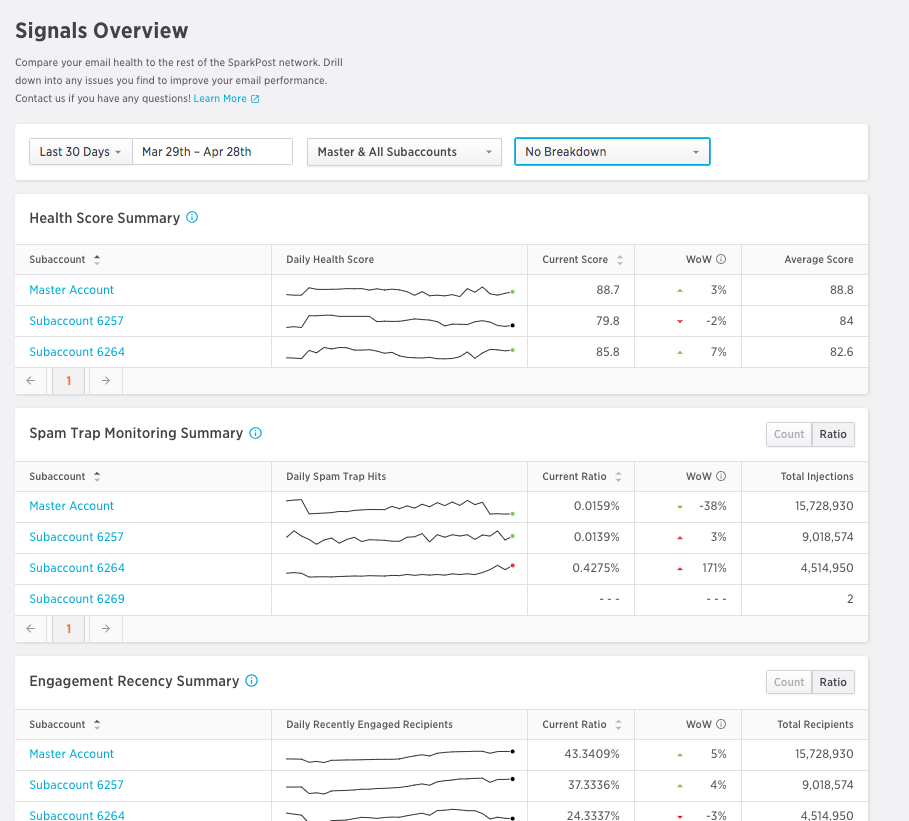 Signals Overview
Compare your email health to the rest of the SparkPost network. Drill
down into any issues you find to improve your email performance.
Contact us if you have any questions! Learn More
Last 30 Days Mar 29th – Apr 28th Master & All Subaccounts No Breakdown
Health Score Summary
Subaccount Daily Health Score Current Score WoW Average Score
Master Account 88.7 3% 88.8
Subaccount 6257 79.8 -2% 84
Subaccount 6264 85.8 7% 82.6
← 1 →
Spam Trap Monitoring Summary Count Ratio
Subaccount Daily Spam Trap Hits Current Ratio WoW Total Injections
Master Account 0.0159% -38% 15,728,930
Subaccount 6257 0.0139% 3% 9,018,574
Subaccount 6264 0.4275% 171% 4,514,950
Subaccount 6269 - - - - - - 2
← 1 →
Engagement Recency Summary Count Ratio
Subaccount Daily Recently Engaged Recipients Current Ratio WoW Total Recipients
Master Account 43.3409% 5% 15,728,930
Subaccount 6257 37.3336% 4% 9,018,574
Subaccount 6264 24.3337% -3% 4,514,950